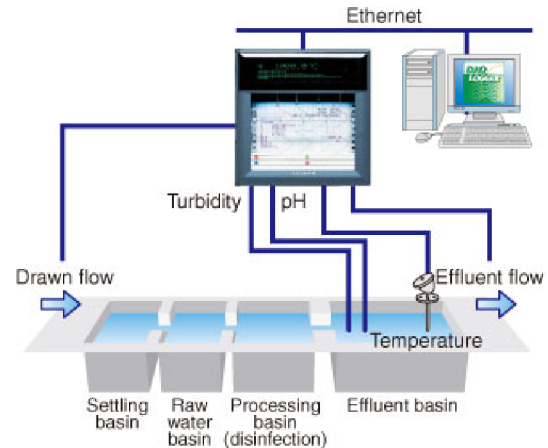 Ethernet
Turbidity
pH
Drawn flow
Effluent flow
Temperature
Settling
basin
Raw
water
basin
Processing
basin
(disinfection)
Effluent basin